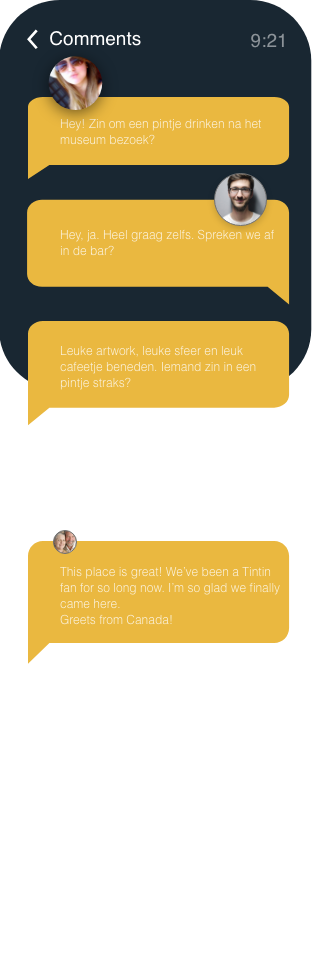 Comments
9:21
Hey! Zin om een pintje drinken na het
museum bezoek?
Hey, ja. Heel graag zelfs. Spreken we af
in de bar?
Leuke artwork, leuke sfeer en leuk
cafeetje beneden. Iemand zin in een
pintje straks?
This place is great! We've been a Tintin
fan for so long now. I'm so glad we finally
came here.
Greets from Canada!